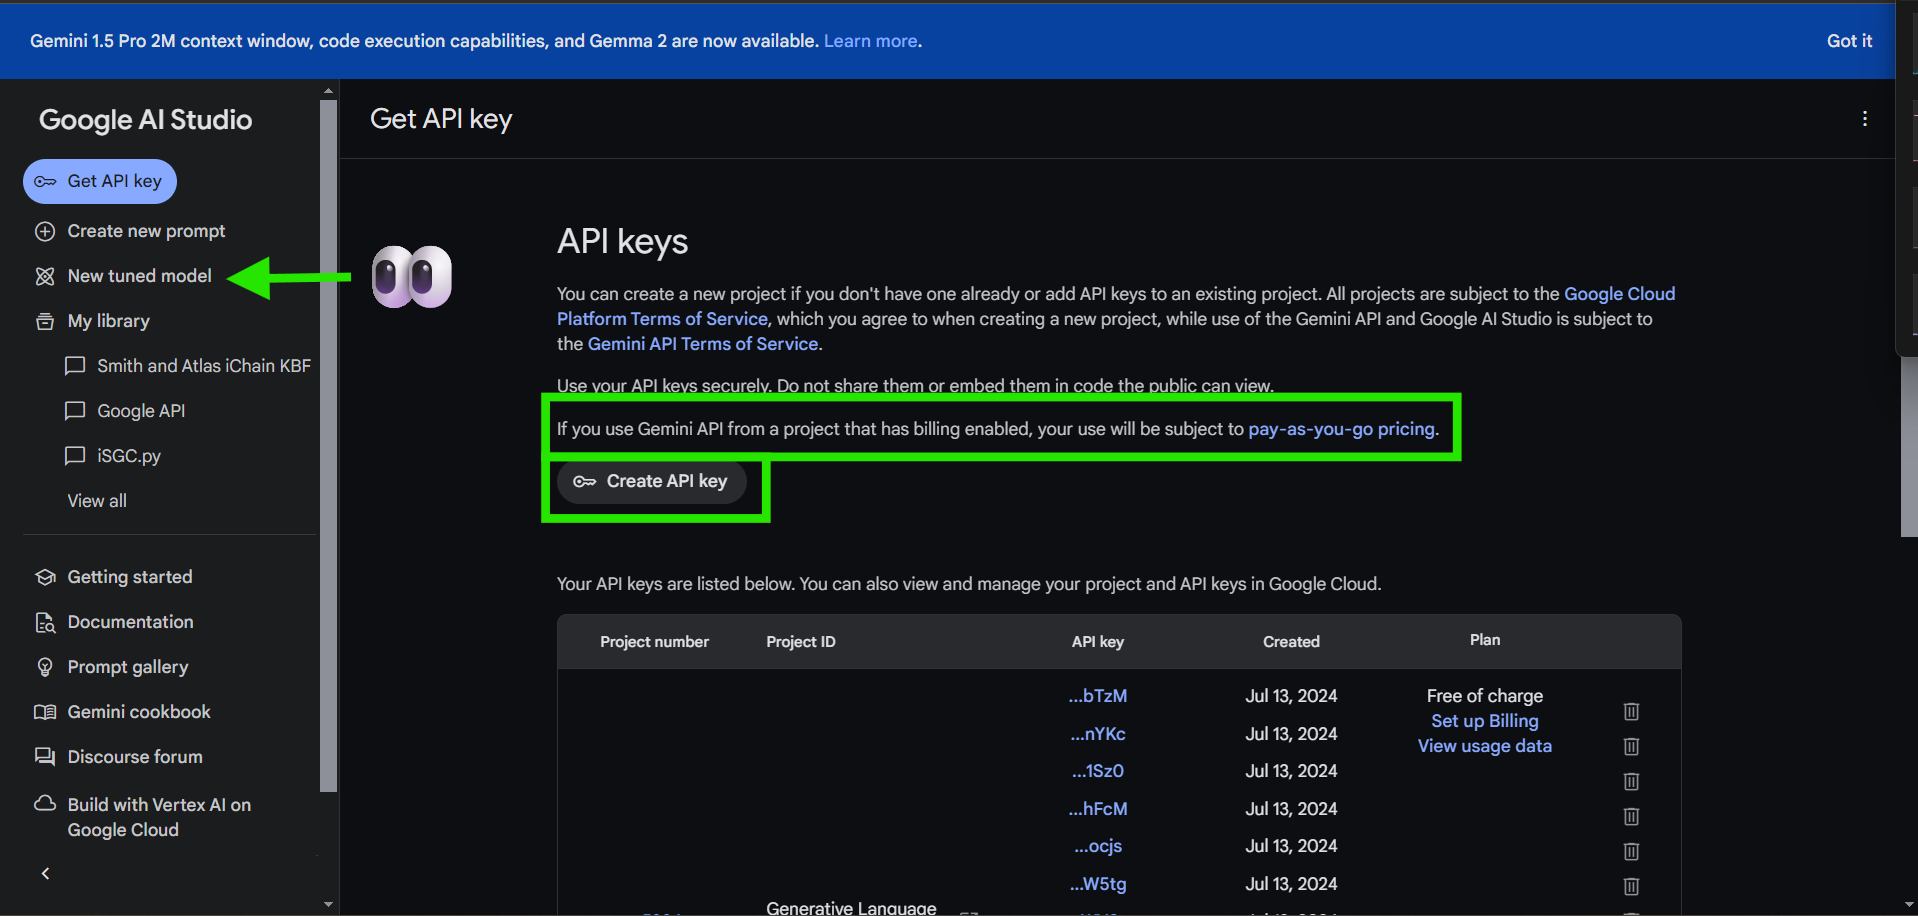 Gemini 1.5 Pro 2M context window, code execution capabilities, and Gemma 2 are now available. Learn more.
Got it
Google AI Studio
Get API key
Create new prompt
New tuned model
My library
Smith and Atlas iChain KBF
Google API
iSGC.py
View all
Getting started
Documentation
Prompt gallery
Gemini cookbook
Discourse forum
Build with Vertex AI on
Google Cloud
Get API key
API keys
You can create a new project if you don't have one already or add API keys to an existing project. All projects are subject to the Google Cloud
Platform Terms of Service, which you agree to when creating a new project, while use of the Gemini API and Google AI Studio is subject to
the Gemini API Terms of Service.
Use your API keys securely. Do not share them or embed them in code the public can view.
If you use Gemini API from a project that has billing enabled, your use will be subject to pay-as-you-go pricing.
Create API key
Your API keys are listed below. You can also view and manage your project and API keys in Google Cloud.
Project number Project ID API key Created Plan
...bTzM Jul 13, 2024 Free of charge
Set up Billing
...nYKc Jul 13, 2024
View usage data
...1Sz0 Jul 13, 2024
...hFcM Jul 13, 2024
...ocjs Jul 13, 2024
...W5tg Jul 13, 2024
Generative Language